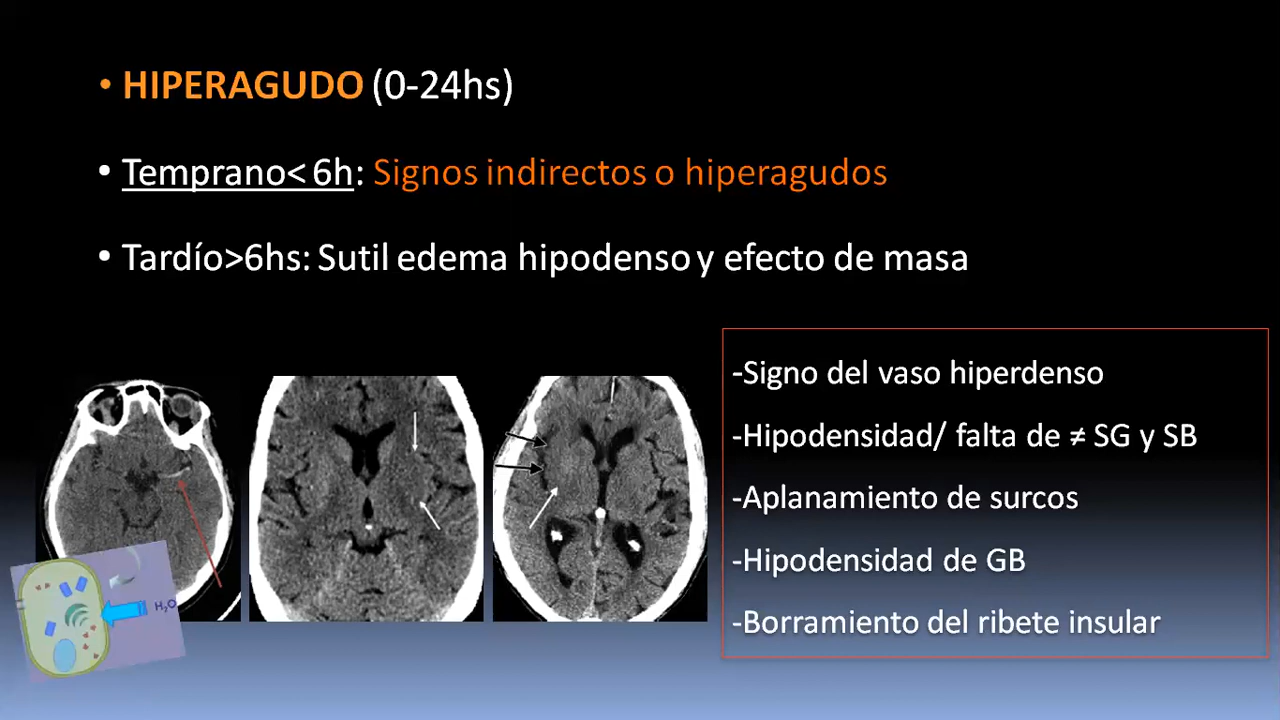 • HIPERAGUDO (0-24hs)
• Temprano< 6h: Signos indirectos o hiperagudos
• Tardío>6hs: Sutil edema hipodenso y efecto de masa
-Signo del vaso hiperdenso
-Hipodensidad/ falta de ≠ SG y SB
-Aplanamiento de surcos
-Hipodensidad de GB
-Borramiento del ribete insular
H₂O